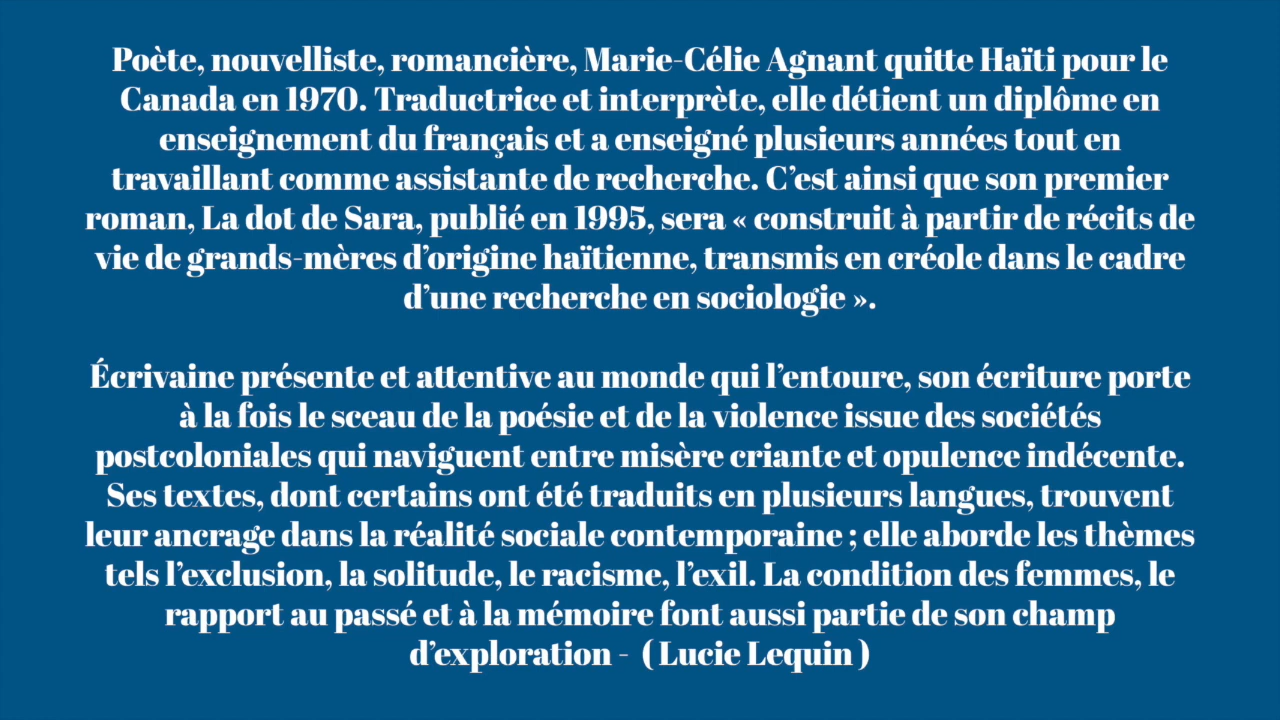 Poète, nouvelliste, romancière, Marie-Célie Agnant quitte Haïti pour le
Canada en 1970. Traductrice et interprète, elle détient un diplôme en
enseignement du français et a enseigné plusieurs années tout en
travaillant comme assistante de recherche. C’est ainsi que son premier
roman, La dot de Sara, publié en 1995, sera « construit à partir de récits de
vie de grands-mères d’origine haïtienne, transmis en créole dans le cadre
d’une recherche en sociologie ».
Écrivaine présente et attentive au monde qui l’entoure, son écriture porte
à la fois le sceau de la poésie et de la violence issue des sociétés
postcoloniales qui naviguent entre misère criante et opulence indécente.
Ses textes, dont certains ont été traduits en plusieurs langues, trouvent
leur ancrage dans la réalité sociale contemporaine ; elle aborde les thèmes
tels l’exclusion, la solitude, le racisme, l’exil. La condition des femmes, le
rapport au passé et à la mémoire font aussi partie de son champ
d’exploration - ( Lucie Lequin )